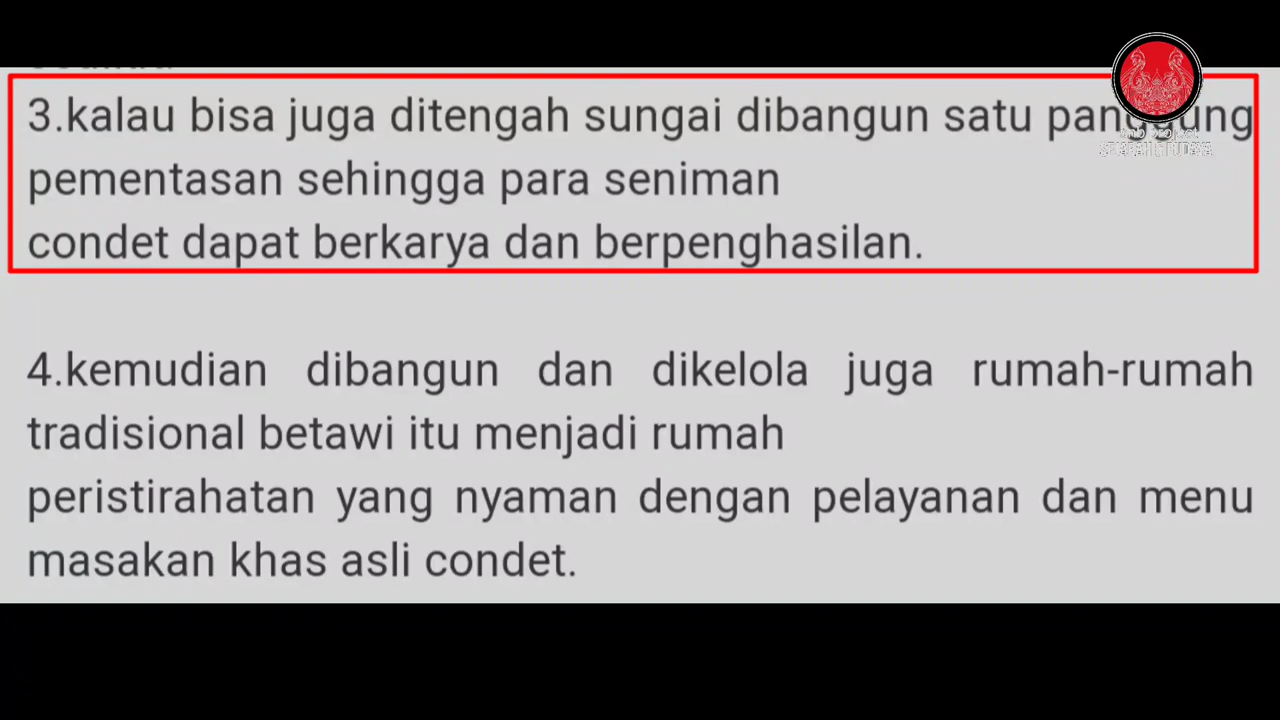 3.kalau bisa juga ditengah sungai dibangun satu panggung
pementasan sehingga para seniman
condet dapat berkarya dan berpenghasilan.
4.kemudian dibangun dan dikelola juga rumah-rumah
tradisional betawi itu menjadi rumah
peristirahatan yang nyaman dengan pelayanan dan menu
masakan khas asli condet.